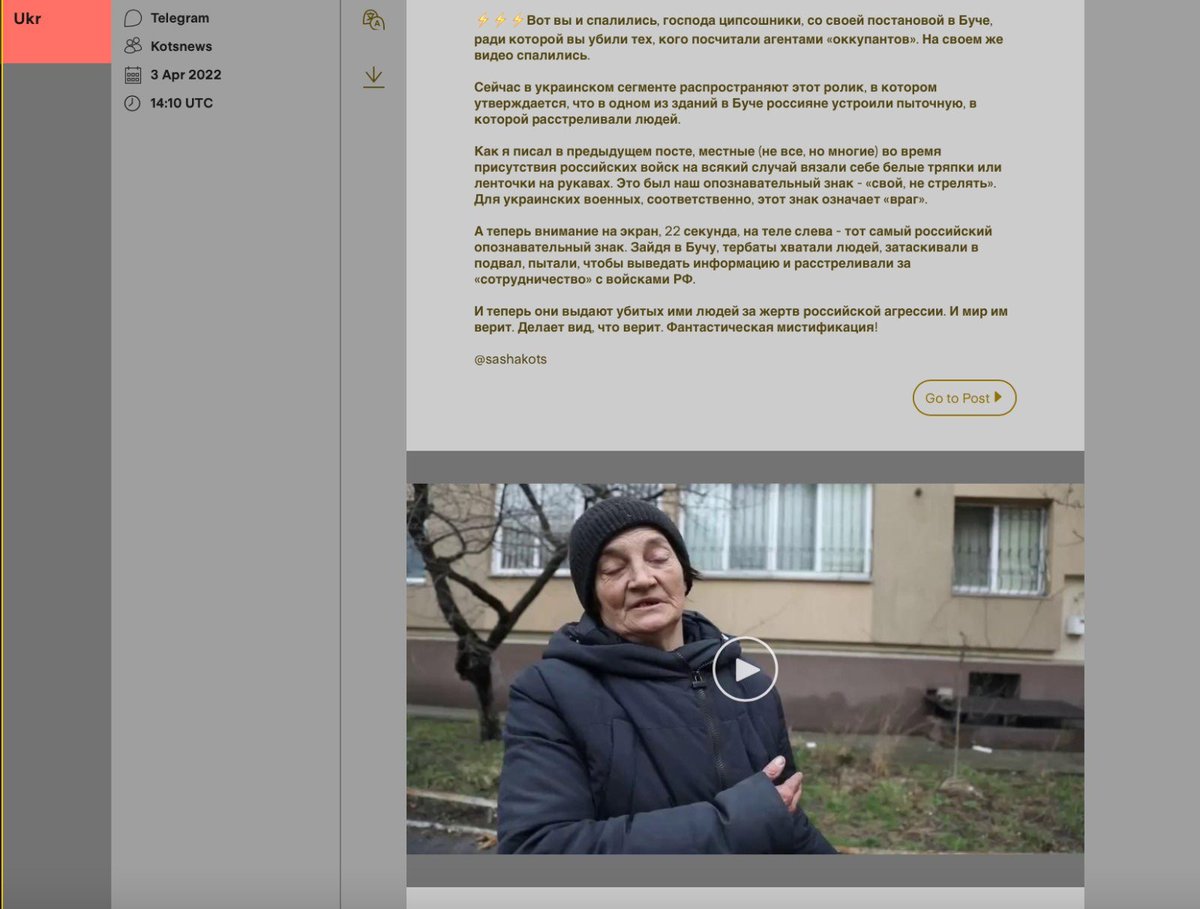 Ukr
Telegram
Kotsnews
3 Apr 2022
14:10 UTC
⚡⚡⚡Вот вы и спалились, господа ципсошники, со своей постановой в Буче,
ради которой вы убили тех, кого посчитали агентами «оккупантов». На своем же
видео спалились.
Сейчас в украинском сегменте распространяют этот ролик, в котором
утверждается, что в одном из зданий в Буче россияне устроили пыточную, в
которой расстреливали людей.
Как я писал в предыдущем посте, местные (не все, но многие) во время
присутствия российских войск на всякий случай вязали себе белые тряпки или
ленточки на рукавах. Это был наш опознавательный знак - «свой, не стрелять».
Для украинских военных, соответственно, этот знак означает «враг».
А теперь внимание на экран, 22 секунда, на теле слева - тот самый российский
опознавательный знак. Зайдя в Бучу, тербаты хватали людей, затаскивали в
подвал, пытали, чтобы выведать информацию и расстреливали за
«сотрудничество» с войсками РФ.
И теперь они выдают убитых ими людей за жертв российской агрессии. И мир им
верит. Делает вид, что верит. Фантастическая мистификация!
@sashakots
Go to Post